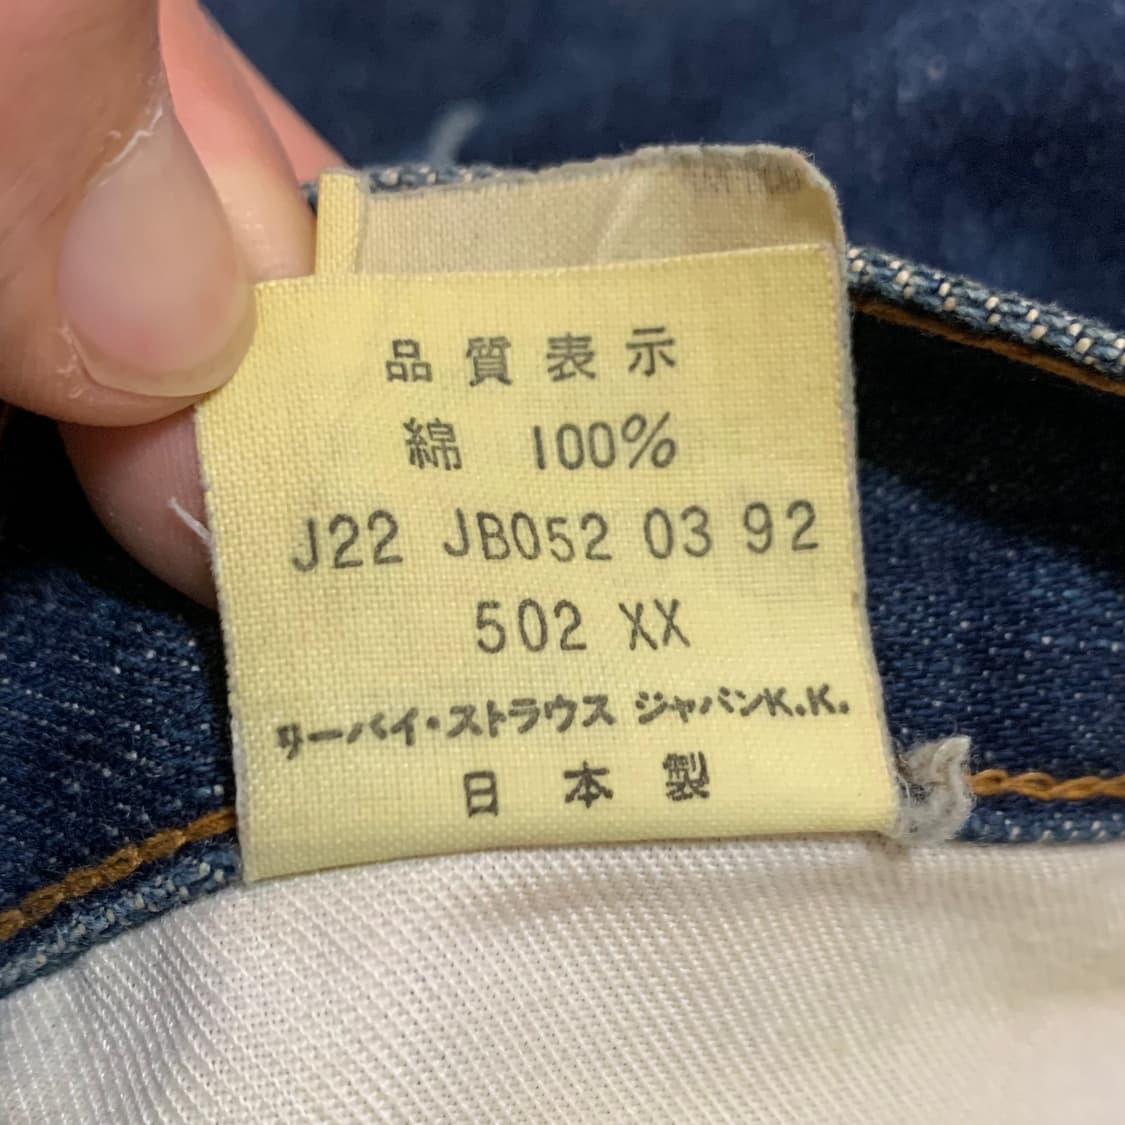 品質表示
綿 100%
J22 JB052 03 92
502 XX
リーバイ・ストラウス ジャパンK.K.
日本製